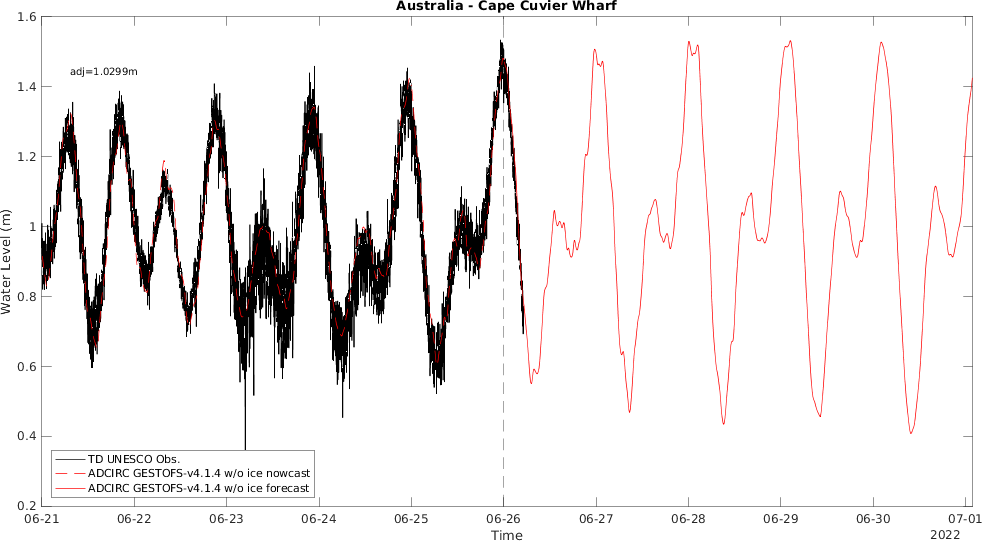 Australia - Cape Cuvier Wharf
1.6
adj=1.0299m
1.4
1.2
1
0.8
0.6
0.4
0.2
Water Level (m)
TD UNESCO Obs.
ADCIRC GESTOFS-v4.1.4 w/o ice nowcast
ADCIRC GESTOFS-v4.1.4 w/o ice forecast
06-21 06-22 06-23 06-24 06-25 06-26 06-27 06-28 06-29 06-30 07-01
Time
2022